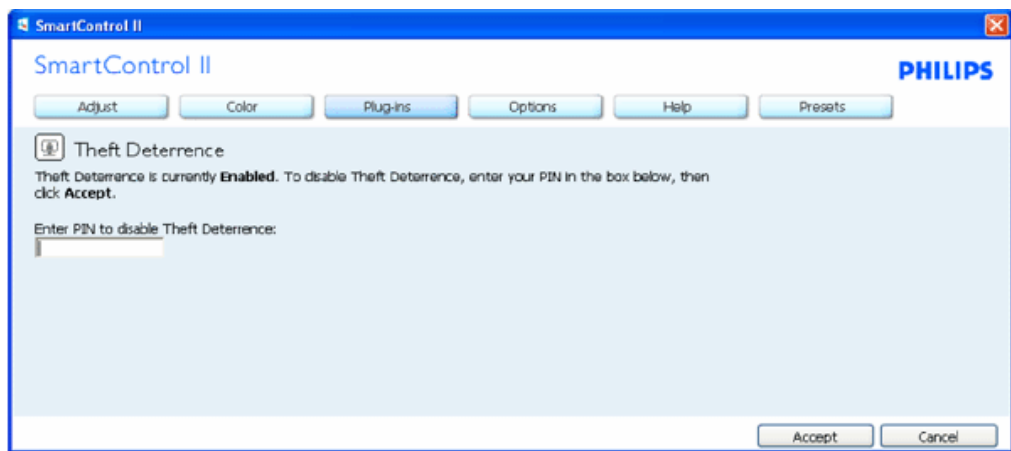 SmartControl II
SmartControl II
PHILIPS
Adjust Color Plug-ins Options Help Presets
Theft Deterrence
Theft Deterrence is currently Enabled. To disable Theft Deterrence, enter your PIN in the box below, then
click Accept.
Enter PIN to disable Theft Deterrence:
Accept Cancel